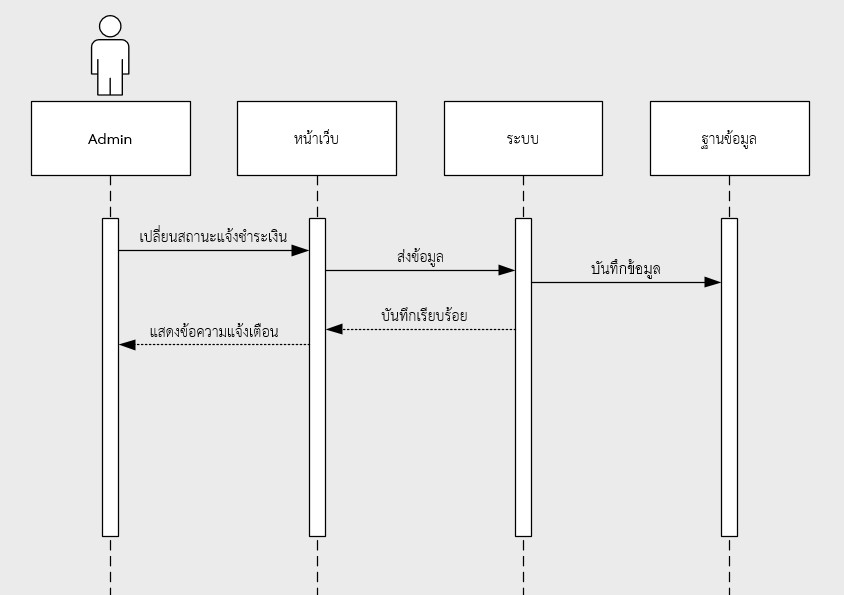 Admin
หน้าเว็บ
ระบบ
ฐานข้อมูล
เปลี่ยนสถานะแจ้งชำระเงิน
ส่งข้อมูล
บันทึกข้อมูล
บันทึกเรียบร้อย
แสดงข้อความแจ้งเตือน